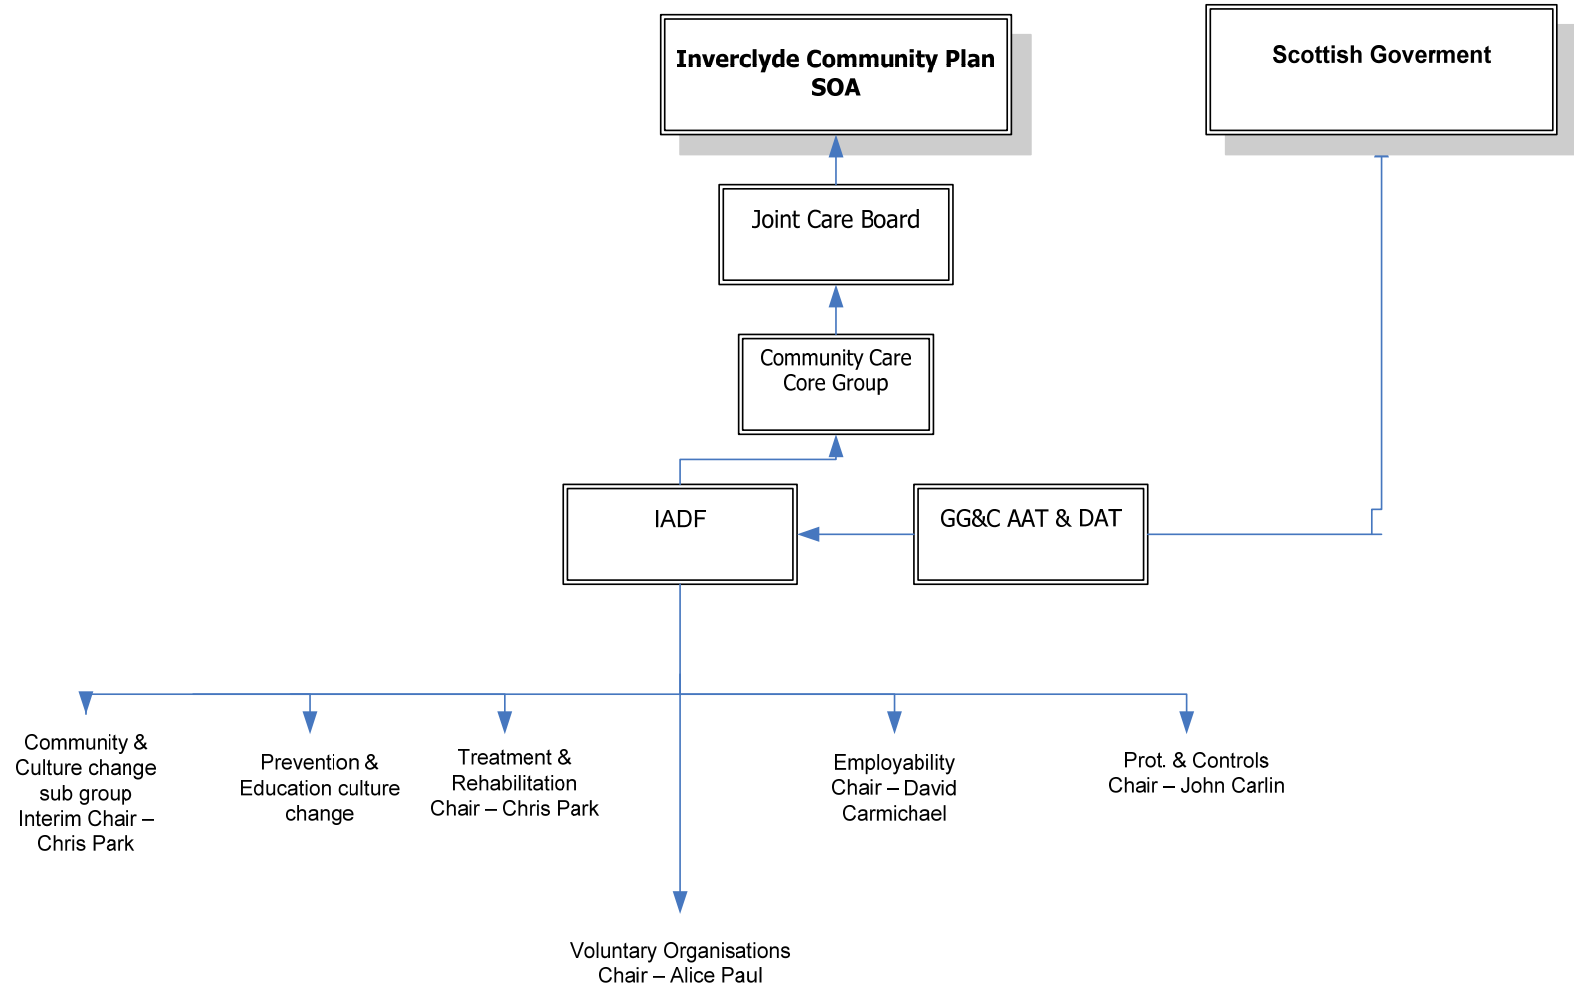 Inverclyde Community Plan
SOA
Scottish Goverment
Joint Care Board
Community Care
Core Group
IADF
GG&C AAT & DAT
Community &
Culture change
sub group
Interim Chair –
Chris Park
Prevention &
Education culture
change
Treatment &
Rehabilitation
Chair – Chris Park
Employability
Chair – David
Carmichael
Prot. & Controls
Chair – John Carlin
Voluntary Organisations
Chair – Alice Paul